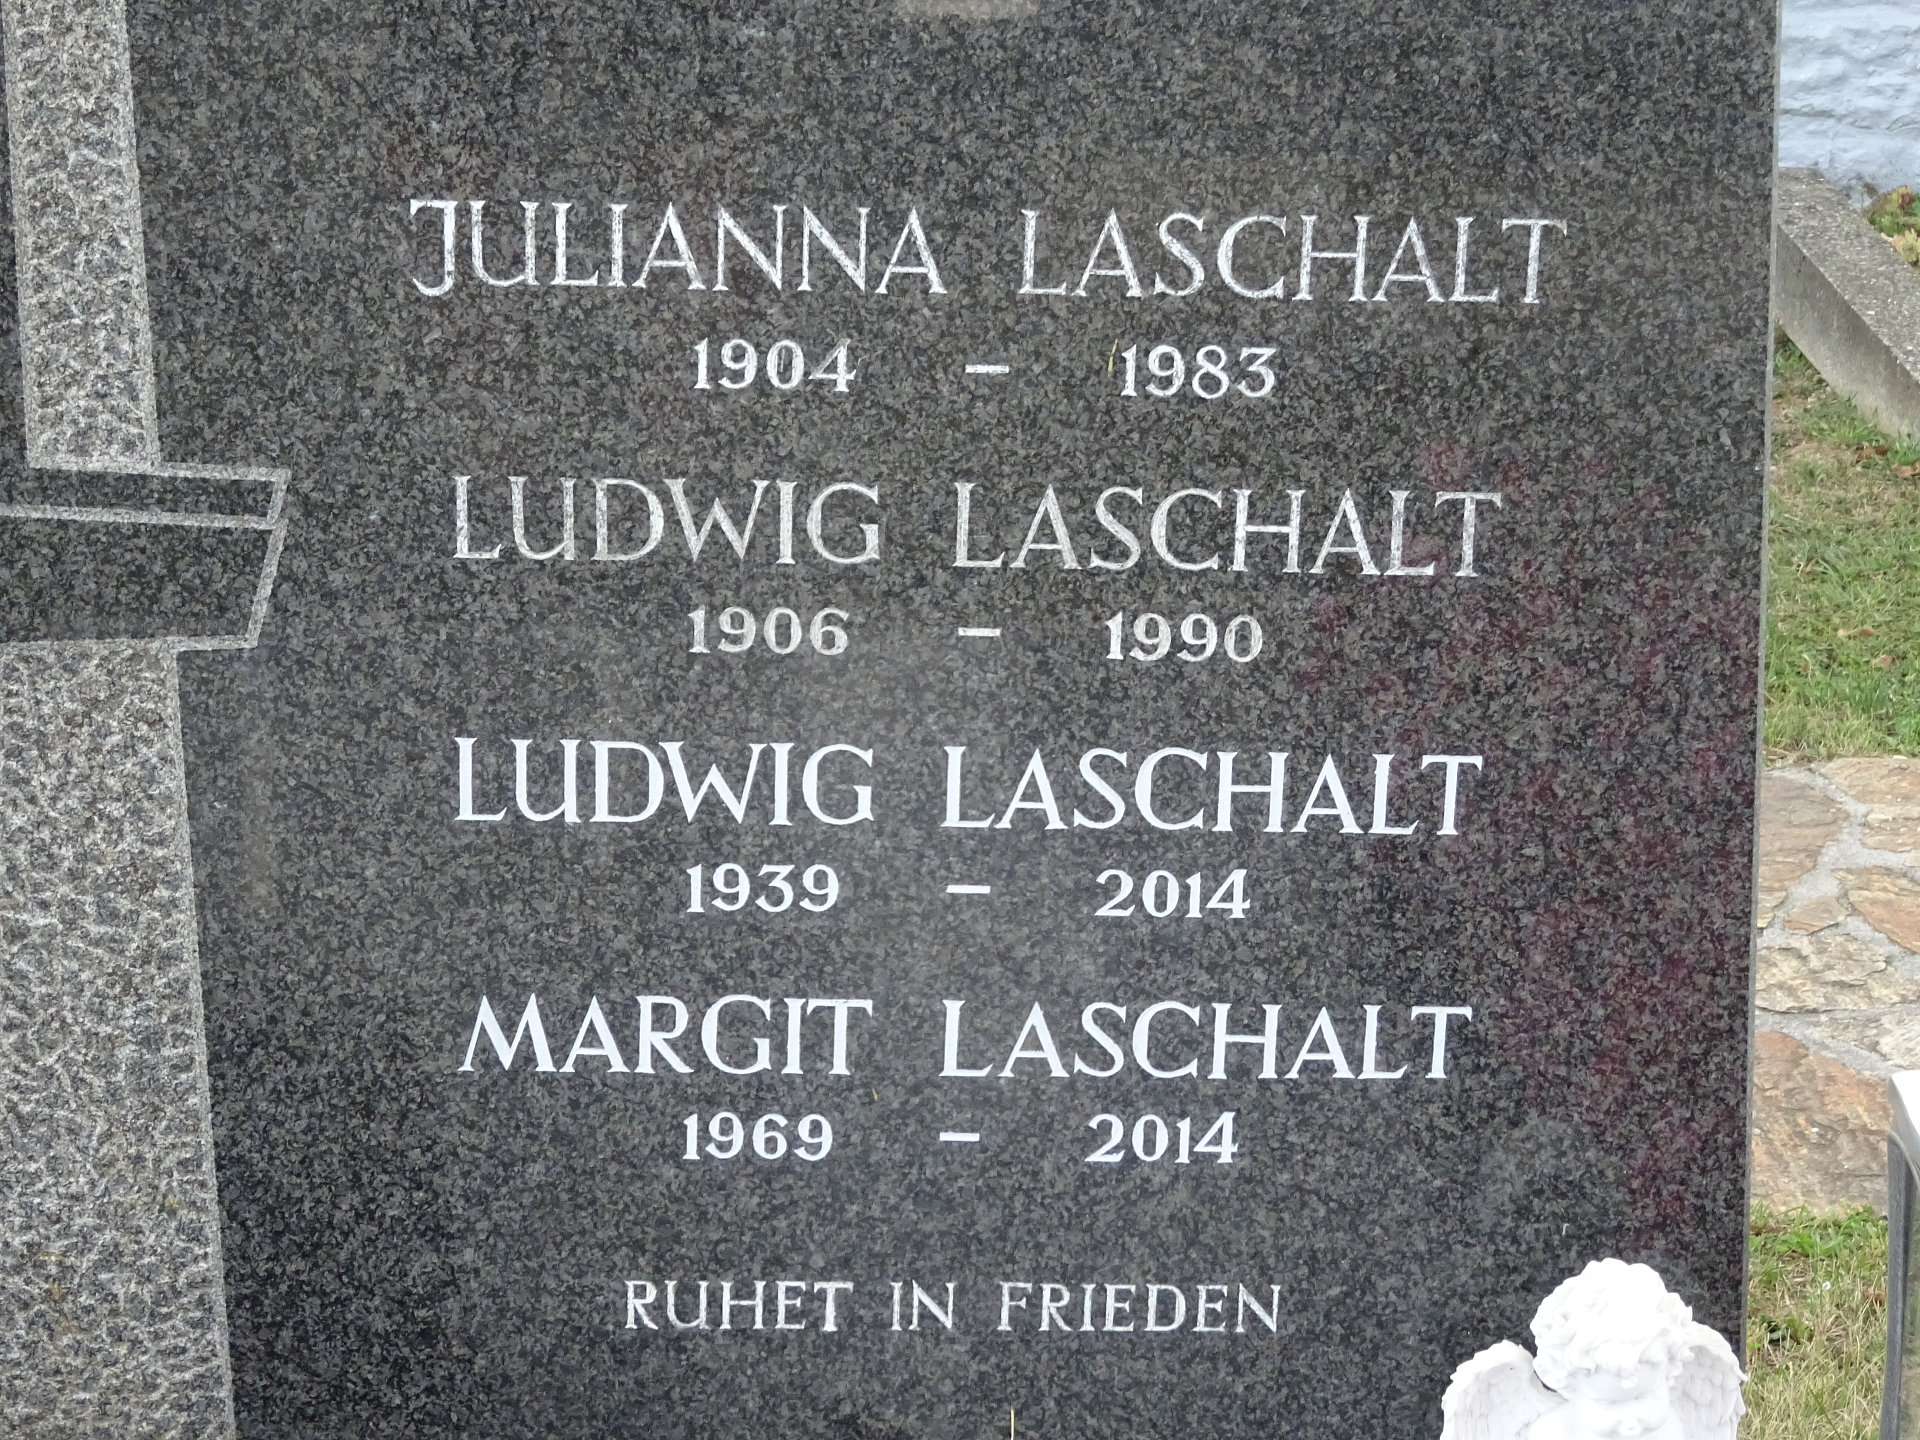 JULIANNA LASCHALT
1904 – 1983
LUDWIG LASCHALT
1906 – 1990
LUDWIG LASCHALT
1939 – 2014
MARGIT LASCHALT
1969 – 2014
RUHET IN FRIEDEN